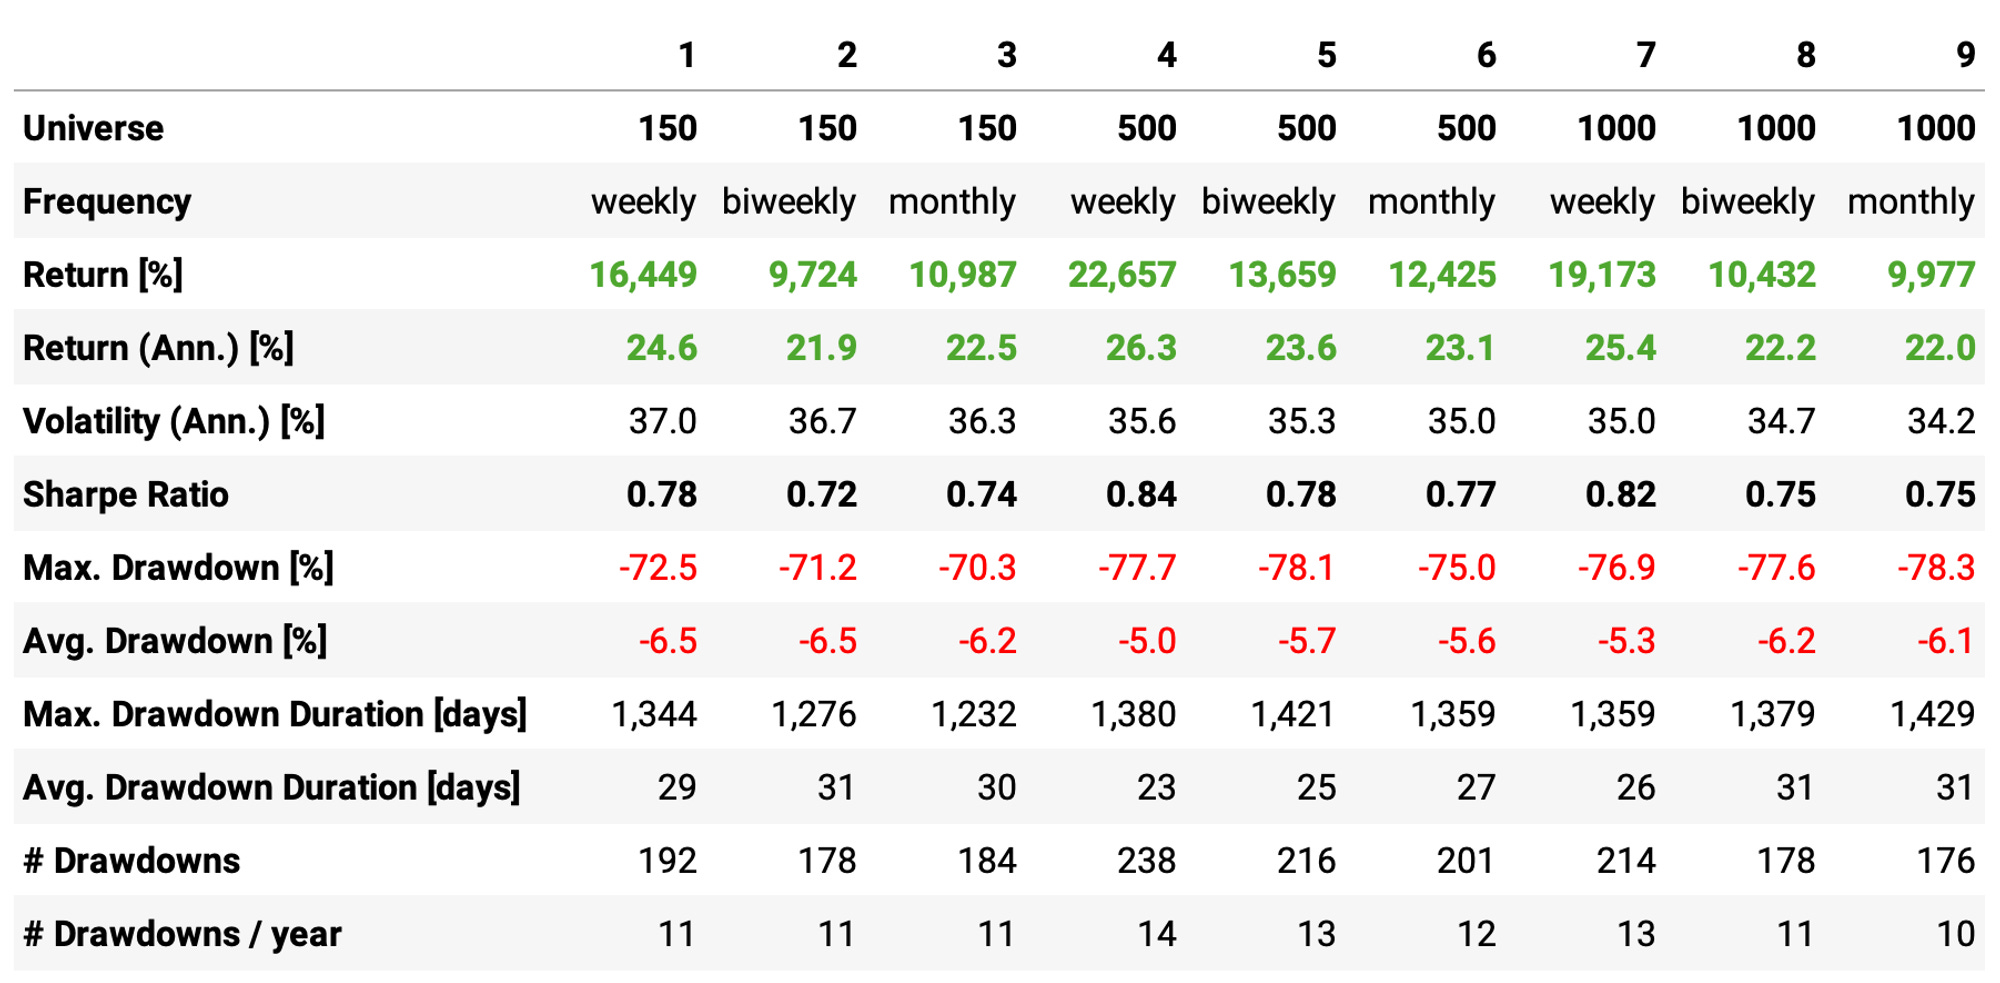 1 2 3 4 5 6 7 8 9
Universe 150 150 150 500 500 500 1000 1000 1000
Frequency weekly biweekly monthly weekly biweekly monthly weekly biweekly monthly
Return [%] 16,449 9,724 10,987 22,657 13,659 12,425 19,173 10,432 9,977
Return (Ann.) [%] 24.6 21.9 22.5 26.3 23.6 23.1 25.4 22.2 22.0
Volatility (Ann.) [%] 37.0 36.7 36.3 35.6 35.3 35.0 35.0 34.7 34.2
Sharpe Ratio 0.78 0.72 0.74 0.84 0.78 0.77 0.82 0.75 0.75
Max. Drawdown [%] -72.5 -71.2 -70.3 -77.7 -78.1 -75.0 -76.9 -77.6 -78.3
Avg. Drawdown [%] -6.5 -6.5 -6.2 -5.0 -5.7 -5.6 -5.3 -6.2 -6.1
Max. Drawdown Duration [days] 1,344 1,276 1,232 1,380 1,421 1,359 1,359 1,379 1,429
Avg. Drawdown Duration [days] 29 31 30 23 25 27 26 31 31
# Drawdowns 192 178 184 238 216 201 214 178 176
# Drawdowns / year 11 11 11 14 13 12 13 11 10